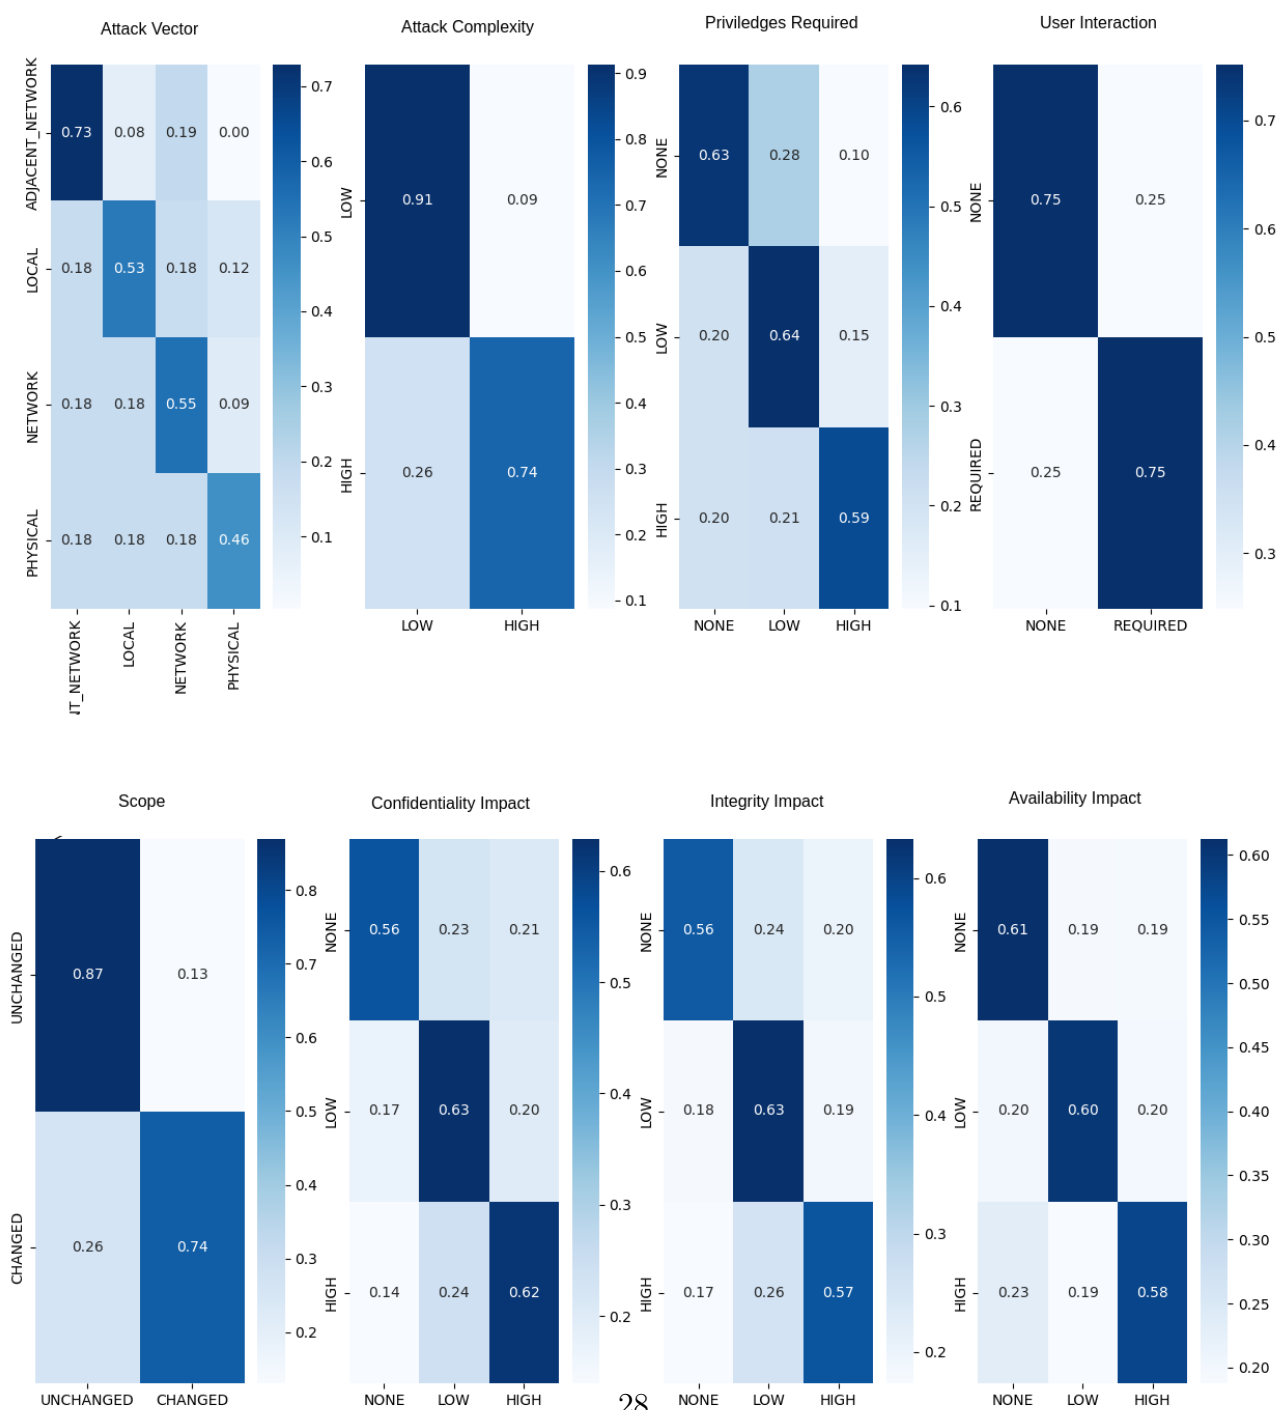 Attack Vector
Attack Complexity
Priviledges Required
User Interaction
ADJACENT_NETWORK
LOCAL
NETWORK
PHYSICAL
0.73 0.08 0.19 0.00
0.18 0.53 0.18 0.12
0.18 0.18 0.55 0.09
0.18 0.18 0.18 0.46
0.7
0.6
0.5
0.4
0.3
0.2
0.1
T_NETWORK
LOCAL
NETWORK
PHYSICAL
LOW
HIGH
0.91 0.09
0.26 0.74
0.9
0.8
0.7
0.6
0.5
0.4
0.3
0.2
0.1
LOW HIGH
NONE
LOW
HIGH
0.63 0.28 0.10
0.20 0.64 0.15
0.20 0.21 0.59
0.6
0.5
0.4
0.3
0.2
0.1
NONE LOW HIGH
NONE
REQUIRED
0.75 0.25
0.25 0.75
0.7
0.6
0.5
0.4
0.3
NONE REQUIRED
Scope
Confidentiality Impact
Integrity Impact
Availability Impact
UNCHANGED
CHANGED
0.87 0.13
0.26 0.74
0.8
0.7
0.6
0.5
0.4
0.3
0.2
UNCHANGED CHANGED
NONE
LOW
HIGH
0.56 0.23 0.21
0.17 0.63 0.20
0.14 0.24 0.62
0.6
0.5
0.4
0.3
0.2
NONE LOW HIGH
NONE
LOW
HIGH
0.56 0.24 0.20
0.18 0.63 0.19
0.17 0.26 0.57
0.6
0.5
0.4
0.3
0.2
NONE LOW HIGH
NONE
LOW
HIGH
0.61 0.19 0.19
0.20 0.60 0.20
0.23 0.19 0.58
0.60
0.55
0.50
0.45
0.40
0.35
0.30
0.25
0.20
NONE LOW HIGH
28